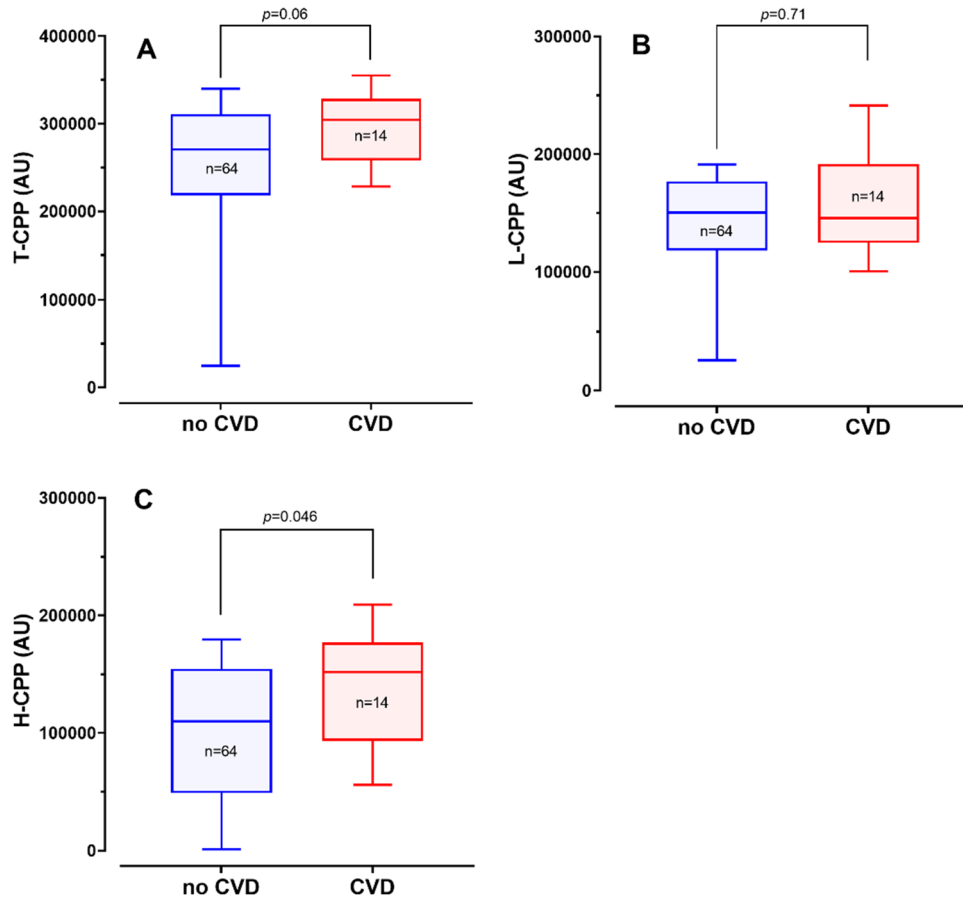 A
p=0.06
400000
300000
200000
100000
0
T-CPP (AU)
n=64
n=14
no CVD
CVD
B
p=0.71
300000
200000
100000
0
L-CPP (AU)
n=64
n=14
no CVD
CVD
C
p=0.046
300000
200000
100000
0
H-CPP (AU)
n=64
n=14
no CVD
CVD